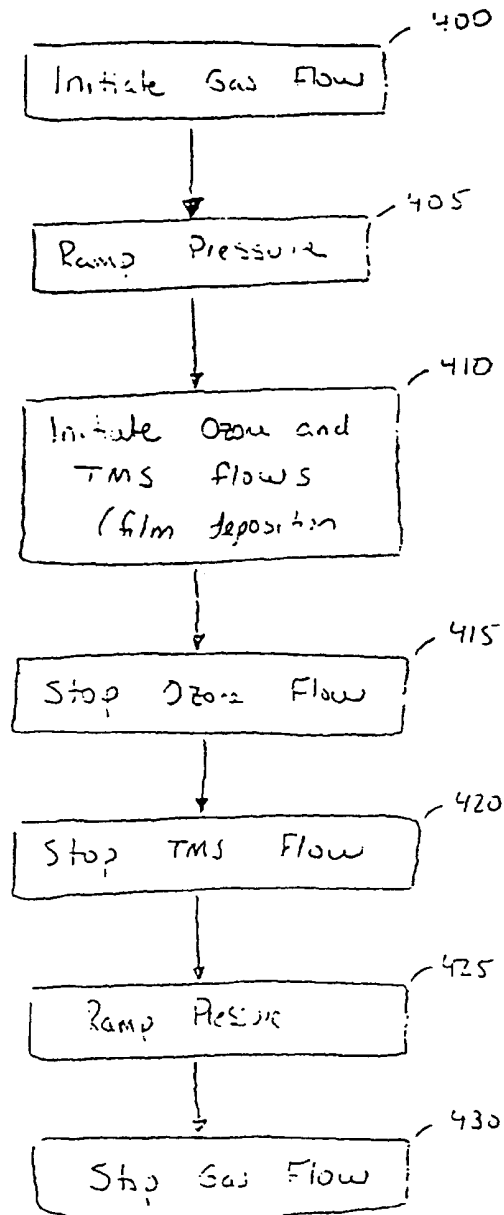 400
Initiate Gas Flow
405
Ramp Pressure
410
Initiate Ozone and
TMS flows
(film deposition
415
Stop Ozone Flow
420
Stop TMS Flow
425
Ramp Pressure
430
Stop Gas Flow